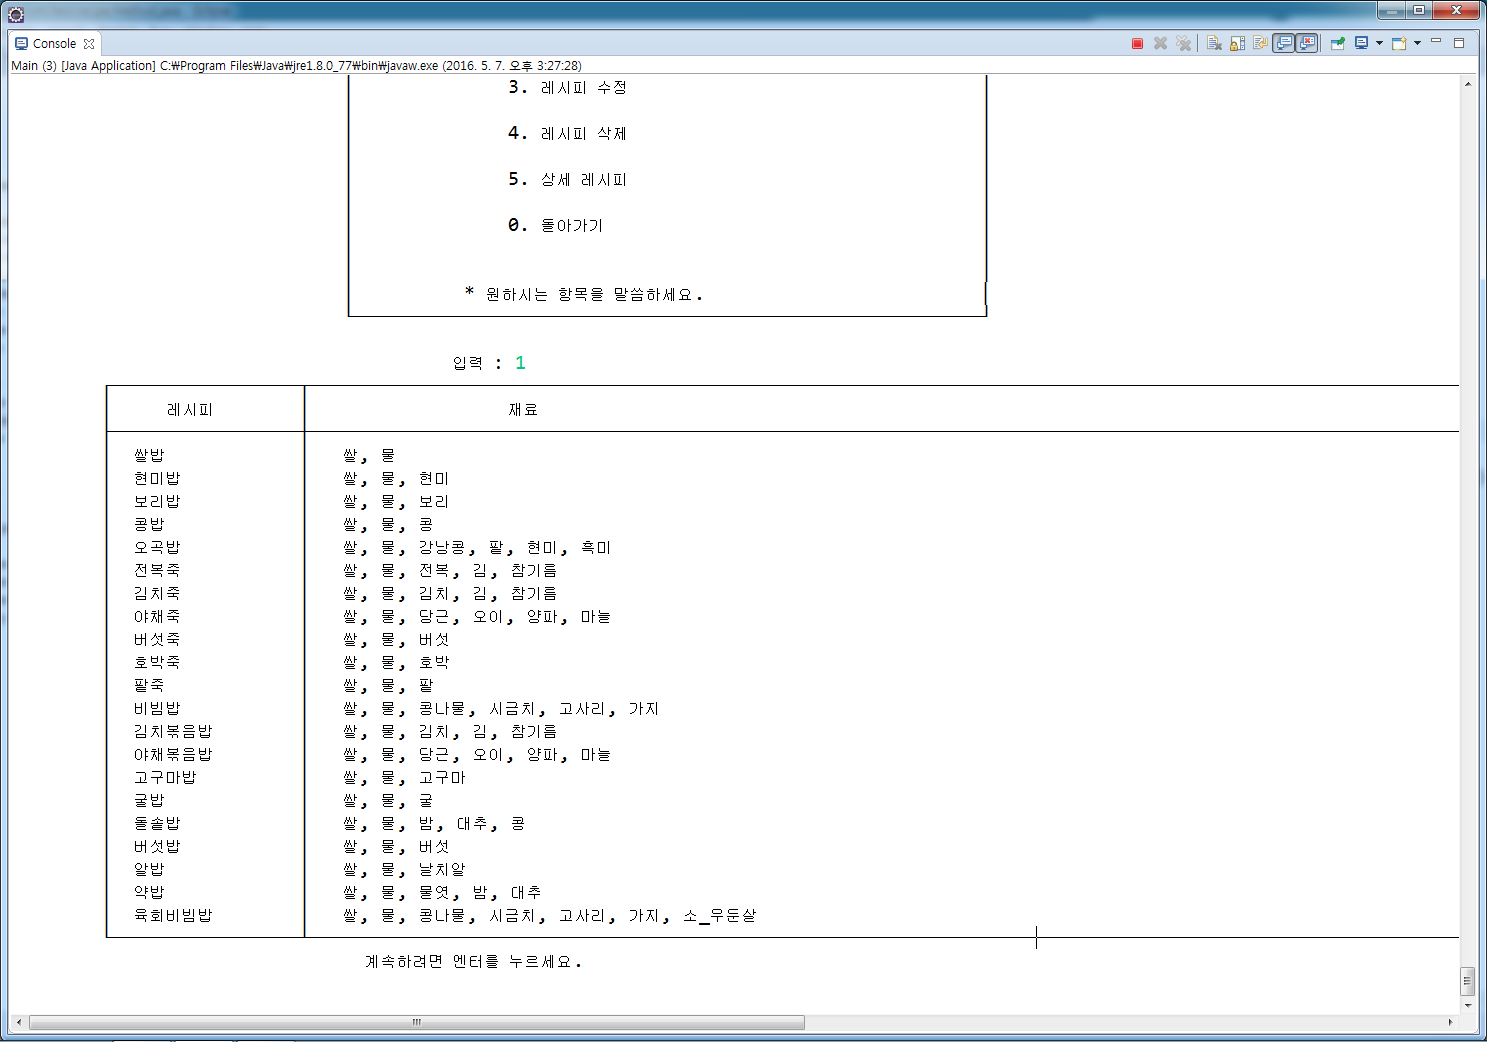 Console
Main (3) [Java Application] C:₩Program Files₩Java₩jre1.8.0_77₩bin₩javaw.exe (2016. 5. 7. 오후 3:27:28)
3. 레시피 수정
4. 레시피 삭제
5. 상세 레시피
0. 돌아가기
* 원하시는 항목을 말씀하세요.
입력 : 1
레시피 재료
쌀밥 쌀, 물
현미밥 쌀, 물, 현미
보리밥 쌀, 물, 보리
콩밥 쌀, 물, 콩
오곡밥 쌀, 물, 강낭콩, 팥, 현미, 흑미
전복죽 쌀, 물, 전복, 김, 참기름
김치죽 쌀, 물, 김치, 김, 참기름
야채죽 쌀, 물, 당근, 오이, 양파, 마늘
버섯죽 쌀, 물, 버섯
호박죽 쌀, 물, 호박
팥죽 쌀, 물, 팥
비빔밥 쌀, 물, 콩나물, 시금치, 고사리, 가지
김치볶음밥 쌀, 물, 김치, 김, 참기름
야채볶음밥 쌀, 물, 당근, 오이, 양파, 마늘
고구마밥 쌀, 물, 고구마
굴밥 쌀, 물, 굴
돌솥밥 쌀, 물, 밤, 대추, 콩
버섯밥 쌀, 물, 버섯
알밥 쌀, 물, 날치알
약밥 쌀, 물, 물엿, 밤, 대추
육회비빔밥 쌀, 물, 콩나물, 시금치, 고사리, 가지, 소_우둔살
계속하려면 엔터를 누르세요.